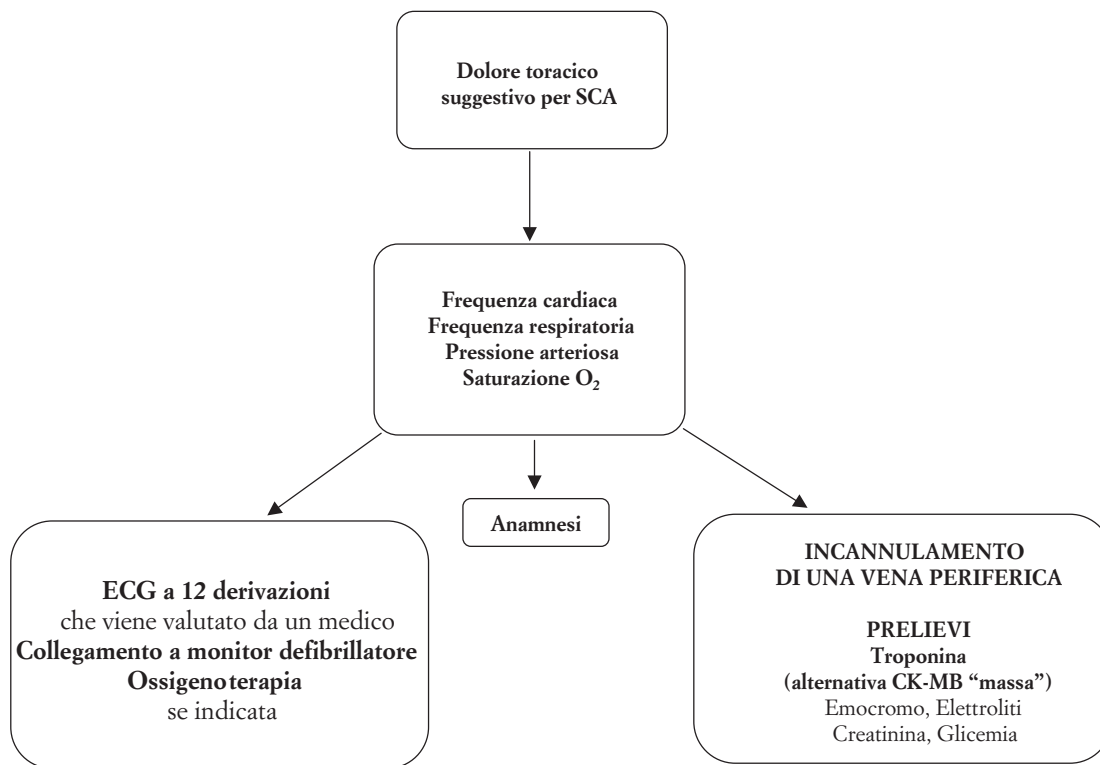 Dolore toracico
suggestivo per SCA
Frequenza cardiaca
Frequenza respiratoria
Pressione arteriosa
Saturazione O₂
Anamnesi
ECG a 12 derivazioni
che viene valutato da un medico
Collegamento a monitor defibrillatore
Ossigenoterapia
se indicata
INCANNULAMENTO
DI UNA VENA PERIFERICA
PRELIEVI
Troponina
(alternativa CK-MB “massa”)
Emocromo, Elettroliti
Creatinina, Glicemia